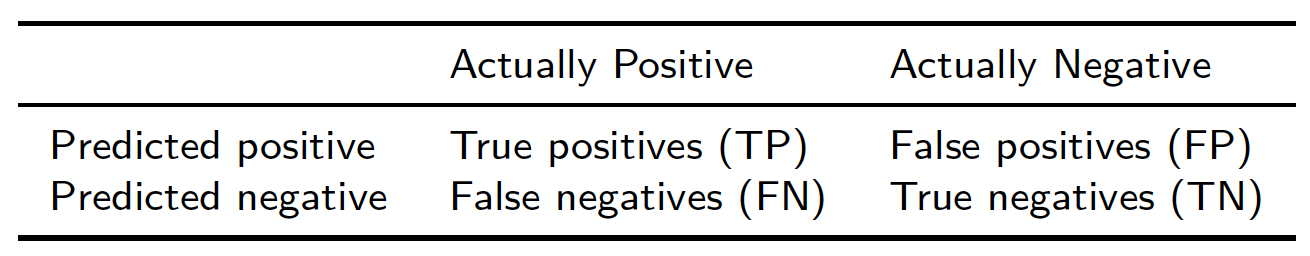 Actually Positive Actually Negative
Predicted positive True positives (TP) False positives (FP)
Predicted negative False negatives (FN) True negatives (TN)